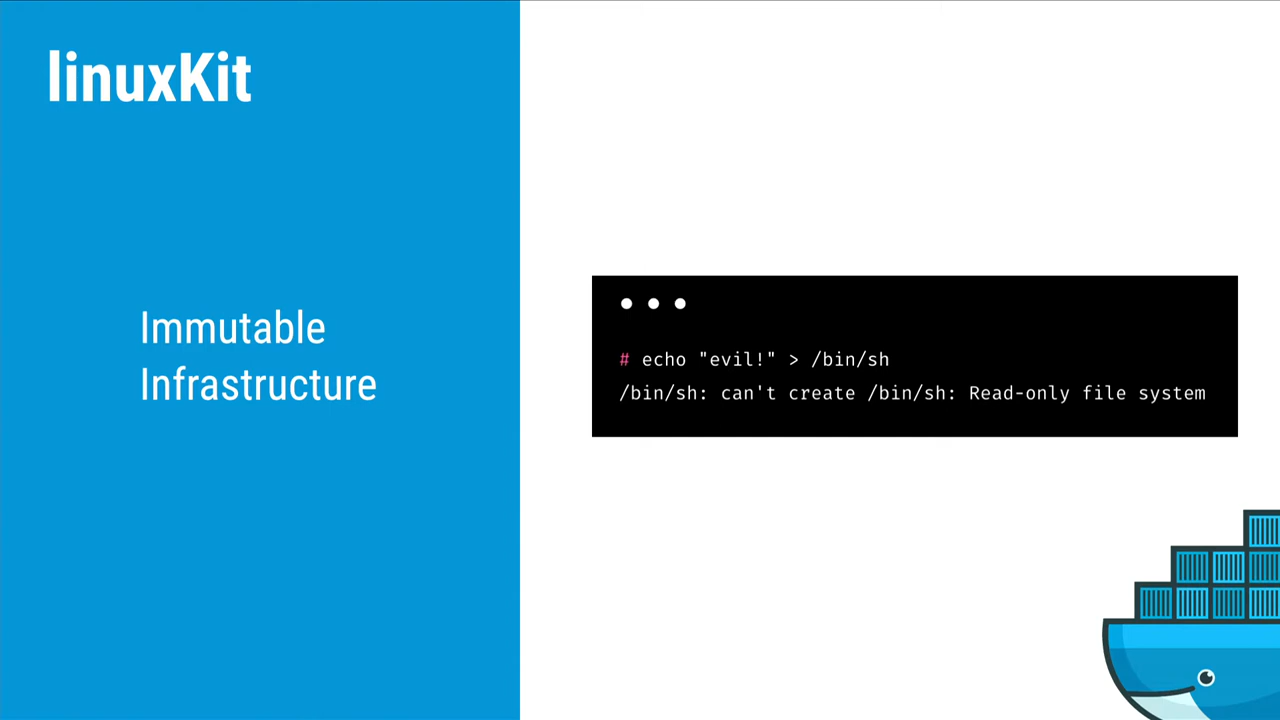 linuxKit
Immutable
Infrastructure
# echo "evil!" > /bin/sh
/bin/sh: can't create /bin/sh: Read-only file system